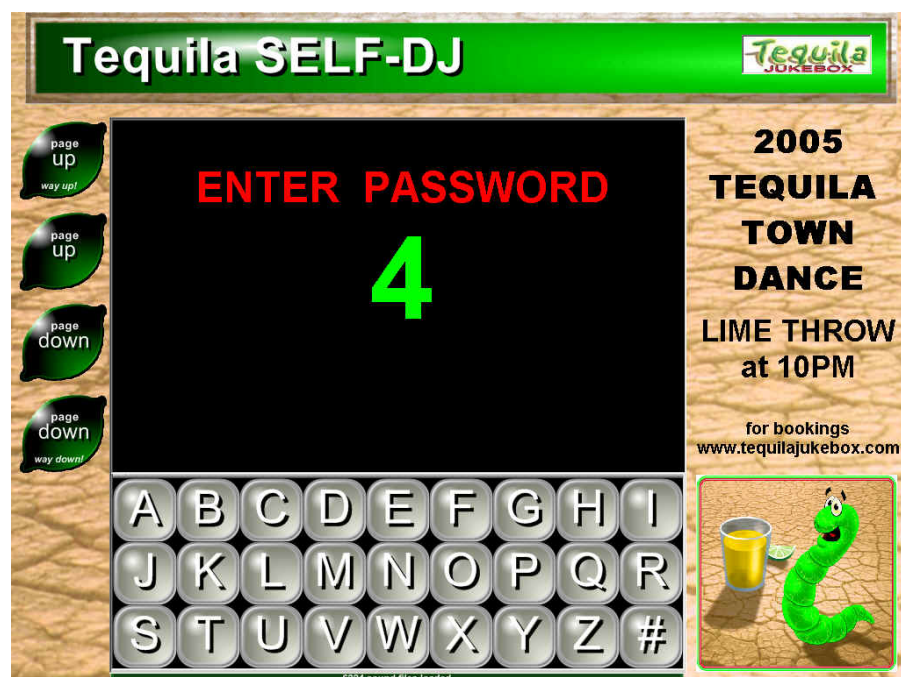 Tequila SELF-DJ
Tequila
JUKEBOX
page
up
way up!
page
up
page
down
page
down
way down!
ENTER PASSWORD
4
2005
TEQUILA
TOWN
DANCE
LIME THROW
at 10PM
for bookings
www.tequilajukebox.com
A B C D E F G H I
J K L M N O P Q R
S T U V W X Y Z #